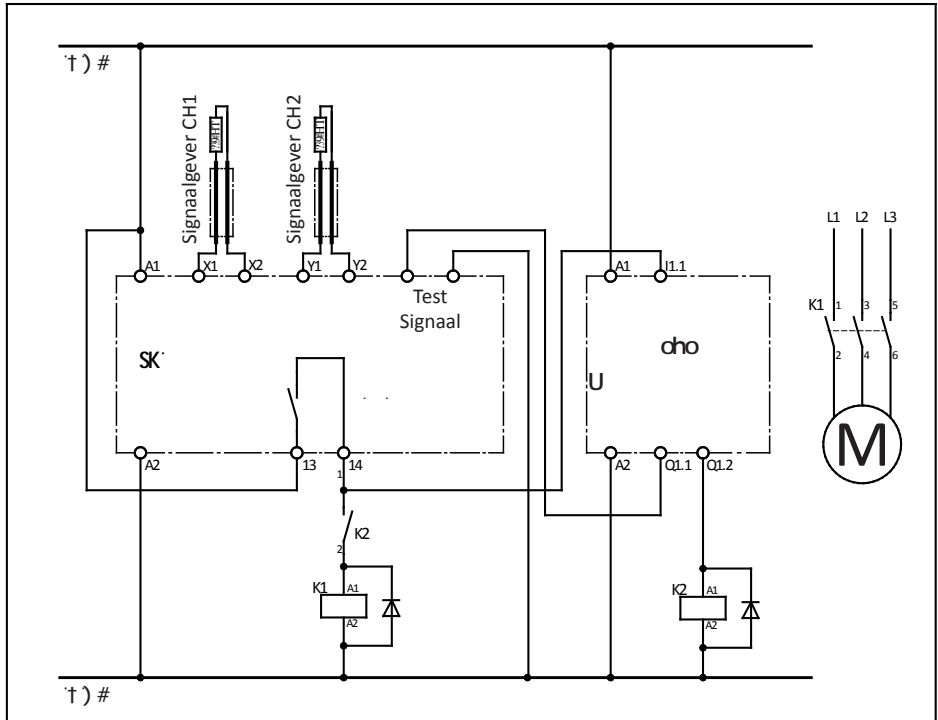 Signaalgever CH1
Signaalgever CH2
L1 L2 L3
A1 X1 X2 Y1 Y2 A1 I1.1
Test
Signaal
K1 1 3 5
2 4 6
SK
oho
U
M
A2 13 14 A2 Q1.1 Q1.2
1
K2
2
K1 A1
A2
K2 A1
A2